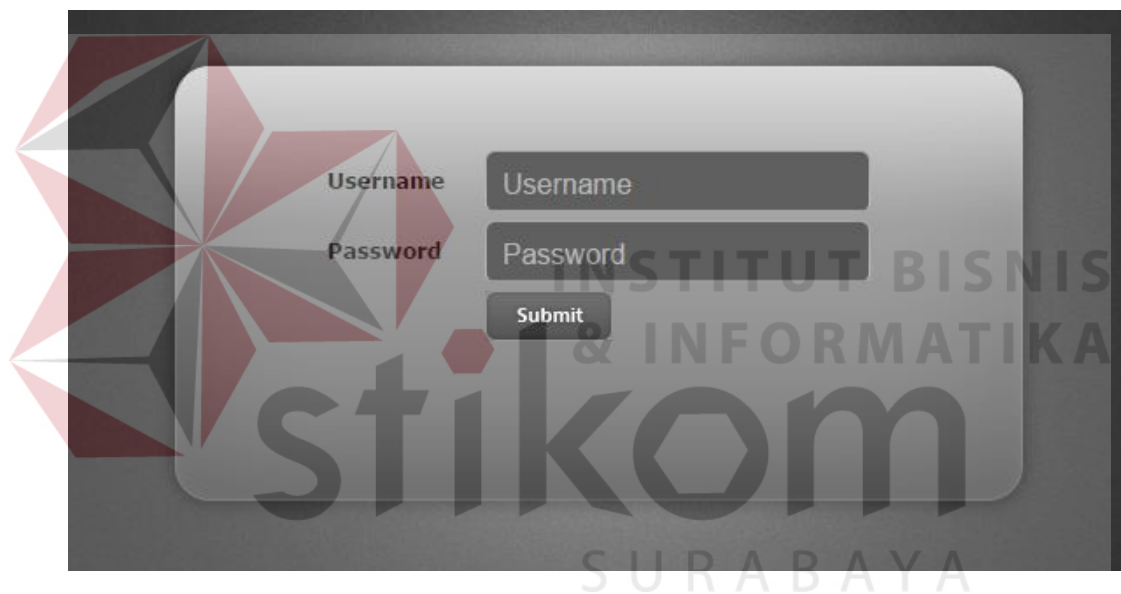 Username Username
Password Password
INSTITUT BISNIS
Submit
& INFORMATIKA
stikom
SURABAYA